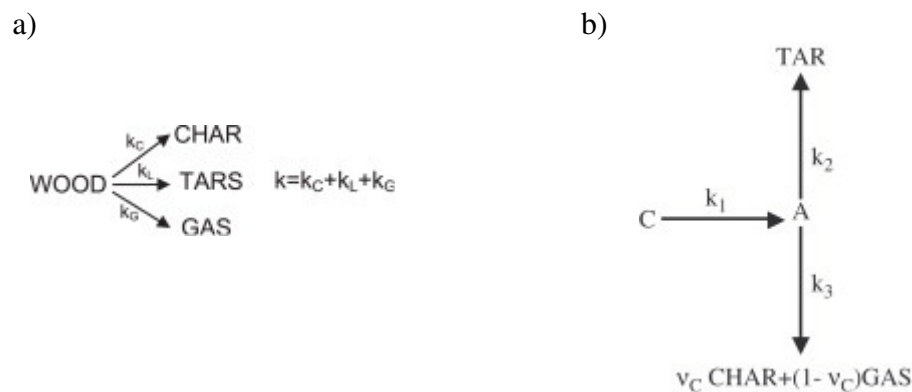 a)
b)
CHAR
k_C
WOOD
k_L
TARS
k=k_C+k_L+k_G
k_G
GAS
TAR
k_2
C
k_1
A
k_3
ν_C CHAR+(1- ν_C)GAS